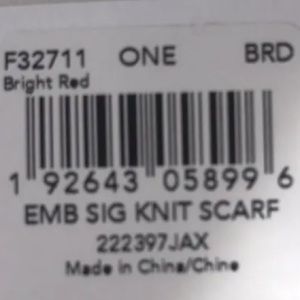 F32711 ONE BRD
Bright Red
1 92643 05899 6
EMB SIG KNIT SCARF
222397JAX
Made in China/Chine